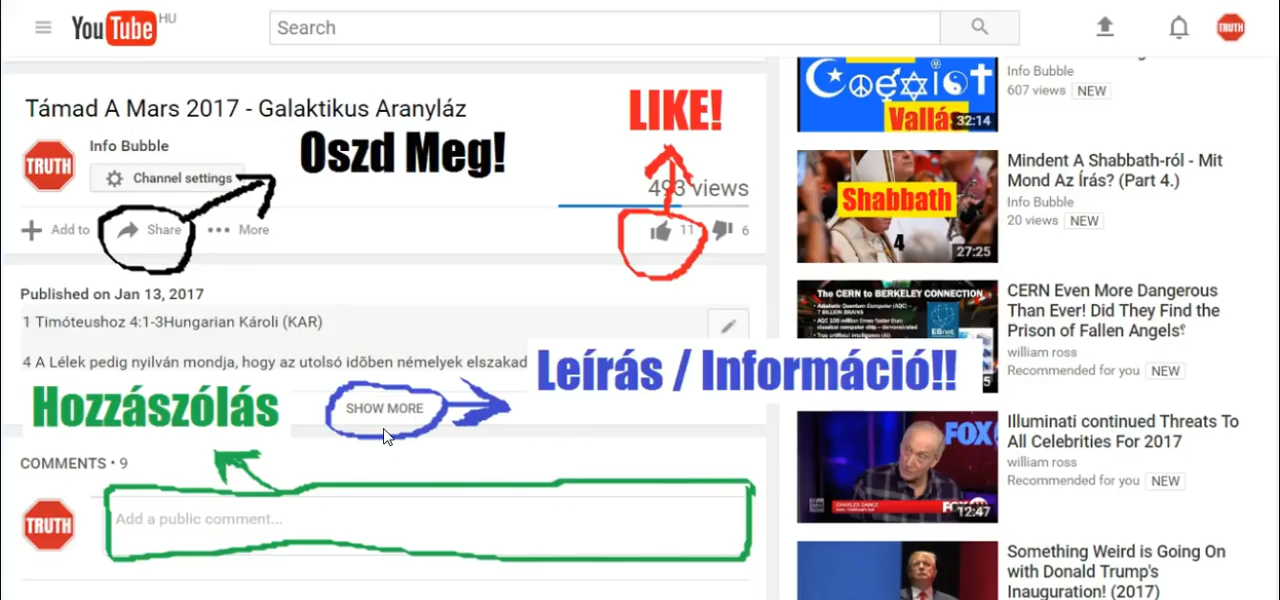 YouTube HU
Search
TRUTH
Támad A Mars 2017 - Galaktikus Aranyláz
TRUTH
Info Bubble
Channel settings
Oszd Meg!
LIKE!
493 views
Add to
Share
More
11
6
Published on Jan 13, 2017
1 Timóteushoz 4:1-3Hungarian Károli (KAR)
4 A Lélek pedig nyilván mondja, hogy az utolsó időben némelyek elszakad
Leírás / Információ!!
Hozzászólás
SHOW MORE
COMMENTS • 9
TRUTH
Add a public comment...
Coexist
Vallás
32:14
Info Bubble
607 views NEW
Shabbath
4
27:25
Mindent A Shabbath-ról - Mit
Mond Az Írás? (Part 4.)
Info Bubble
20 views NEW
The CERN to BERKELEY CONNECTION
CERN Even More Dangerous
Than Ever! Did They Find the
Prison of Fallen Angels
william ross
Recommended for you NEW
FOX
CHARLES DANCE
12:47
Illuminati continued Threats To
All Celebrities For 2017
william ross
Recommended for you NEW
Something Weird is Going On
with Donald Trump's
Inauguration! (2017)